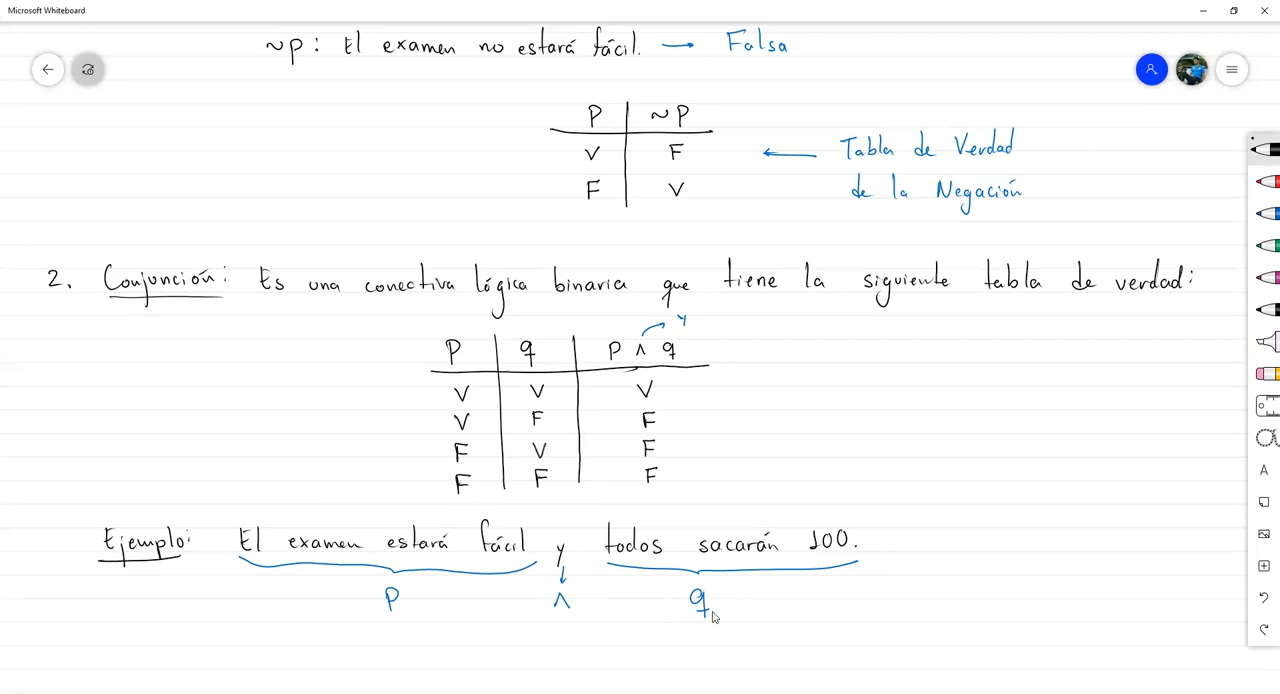 Microsoft Whiteboard
~p: El examen no estará fácil. → Falsa
P ~P
V F
F V
← Tabla de Verdad
de la Negación
2. Conjunción: Es una conectiva lógica binaria que tiene la siguiente tabla de verdad:
y
P q P ∧ q
V V V
V F F
F V F
F F F
Ejemplo: El examen estará fácil y todos sacarán 100.
P ∧ q
A